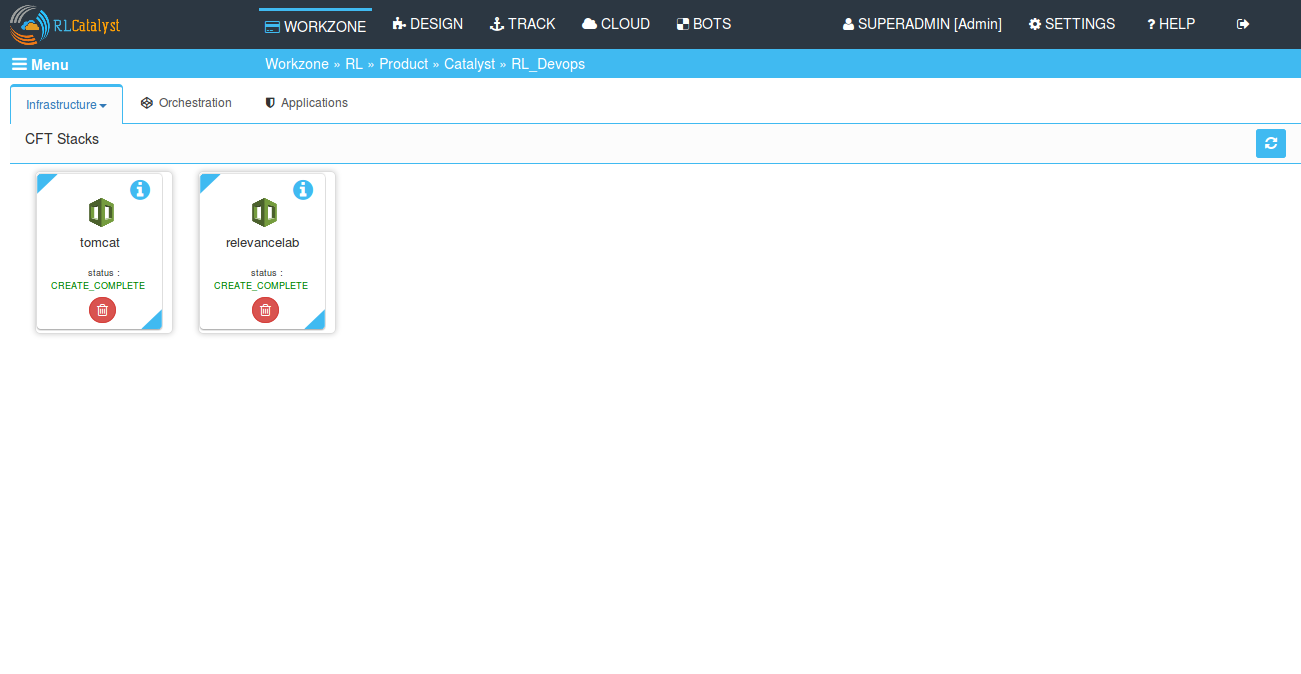 RLCatalyst
WORKZONE DESIGN TRACK CLOUD BOTS SUPERADMIN [Admin] SETTINGS ? HELP
Menu Workzone » RL » Product » Catalyst » RL_Devops
Infrastructure Orchestration Applications
CFT Stacks
tomcat
status :
CREATE_COMPLETE
relevancelab
status :
CREATE_COMPLETE